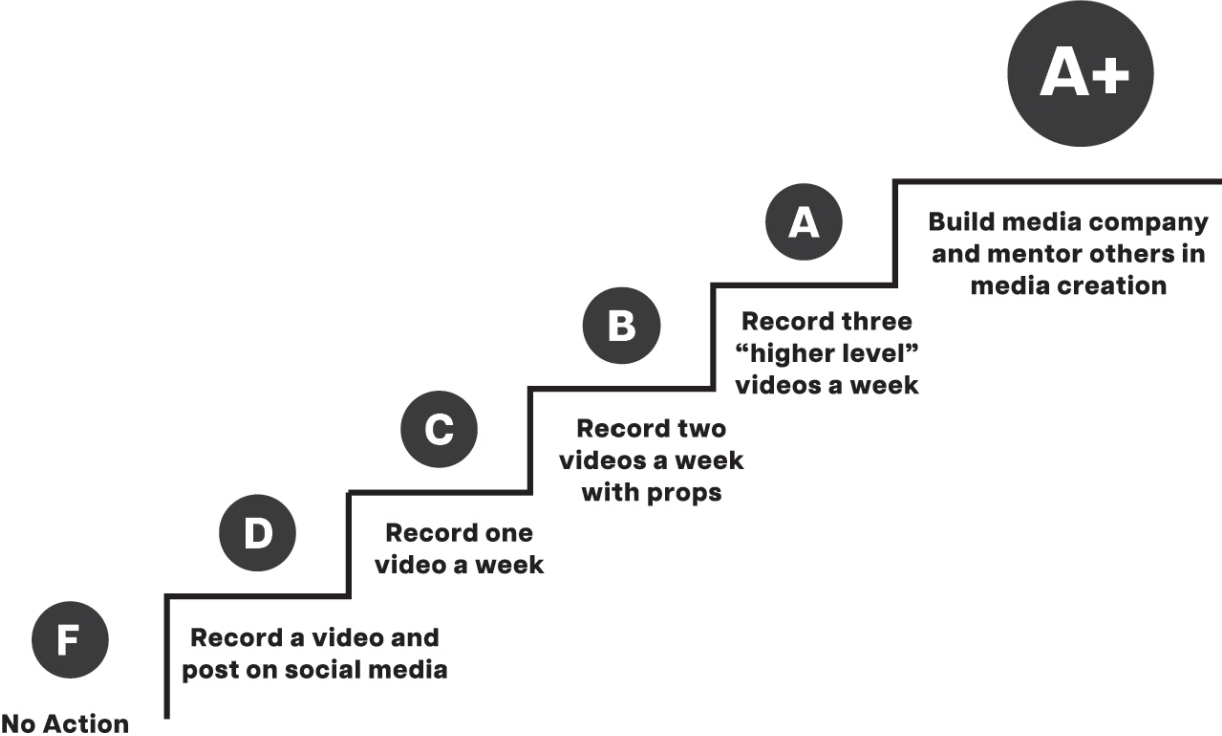 A+
Build media company
and mentor others in
media creation
A
Record three
“higher level”
videos a week
B
Record two
videos a week
with props
C
Record one
video a week
D
Record a video and
post on social media
F
No Action